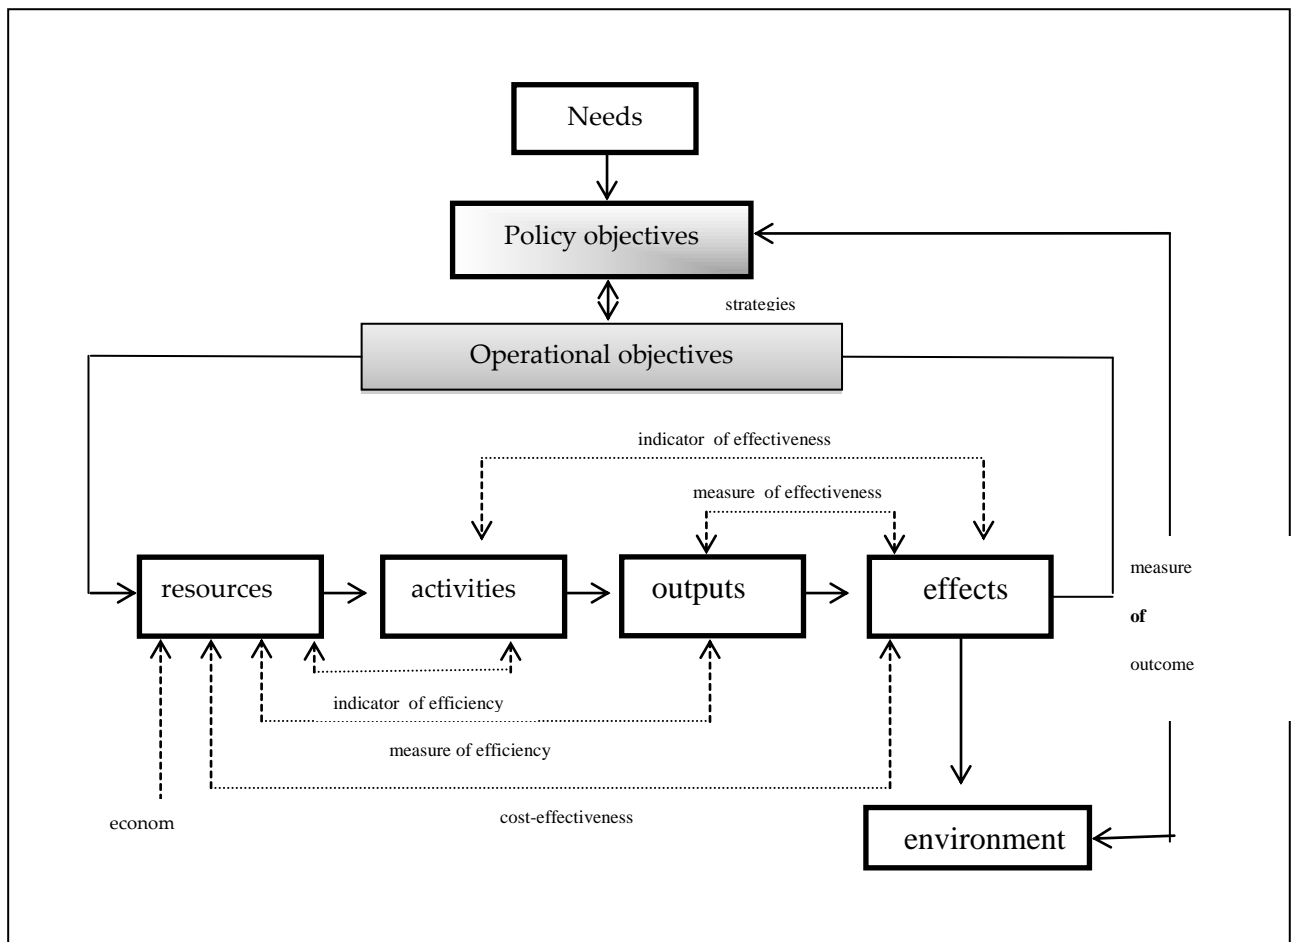 Needs
Policy objectives
strategies
Operational objectives
indicator of effectiveness
measure of effectiveness
resources
activities
outputs
effects
measure
of
outcome
indicator of efficiency
measure of efficiency
cost-effectiveness
econom
environment